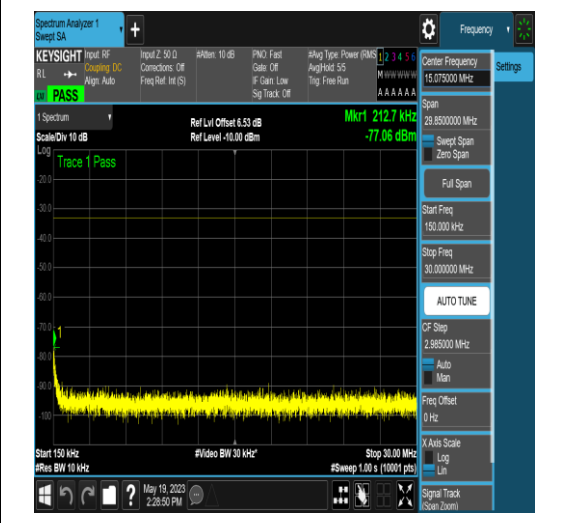 Spectrum Analyzer 1
Swept SA
+
Frequency
KEYSIGHT
RL
PASS
Input: RF
Coupling: DC
Align: Auto
Input Z: 50 Ω
Corrections: Off
Freq Ref: Int (S)
#Atten: 10 dB
PNO: Fast
Gate: Off
IF Gain: Low
Sig Track: Off
#Avg Type: Power (RMS
Avg|Hold: 5/5
Trig: Free Run
1 2 3 4 5 6
M W W W W W
A A A A A A
1 Spectrum
Scale/Div 10 dB
Ref Lvl Offset 6.53 dB
Ref Level -10.00 dBm
Mkr1 212.7 kHz
-77.06 dBm
Log
Trace 1 Pass
-20.0
-30.0
-40.0
-50.0
-60.0
-70.0
1
-80.0
-90.0
-100
Start 150 kHz
#Res BW 10 kHz
#Video BW 30 kHz*
Stop 30.00 MHz
#Sweep 1.00 s (10001 pts)
?
May 19, 2023
2:28:50 PM
Center Frequency
15.075000 MHz
Settings
Span
29.8500000 MHz
Swept Span
Zero Span
Full Span
Start Freq
150.000 kHz
Stop Freq
30.000000 MHz
AUTO TUNE
CF Step
2.985000 MHz
Auto
Man
Freq Offset
0 Hz
X Axis Scale
Log
Lin
Signal Track
(Span Zoom)